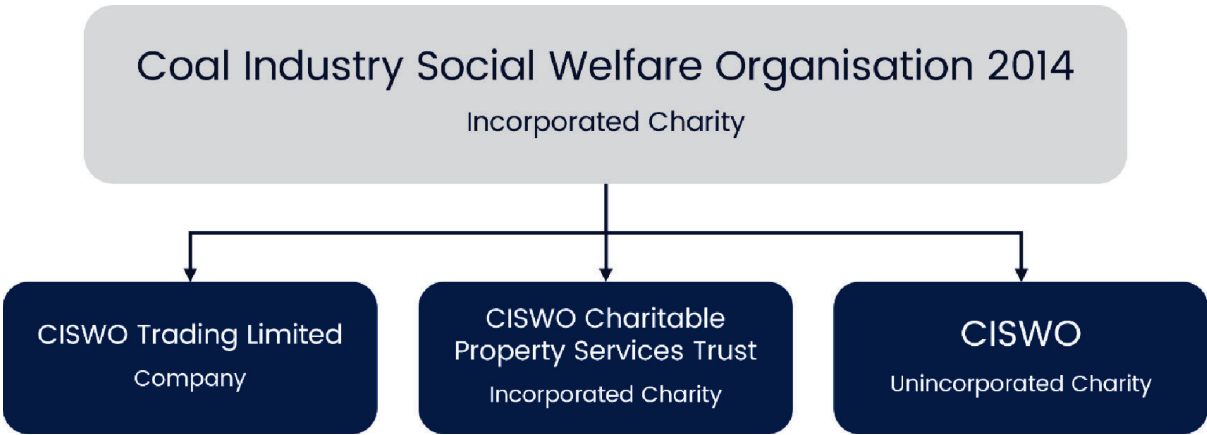 Coal Industry Social Welfare Organisation 2014
Incorporated Charity
CISWO Trading Limited
Company
CISWO Charitable
Property Services Trust
Incorporated Charity
CISWO
Unincorporated Charity